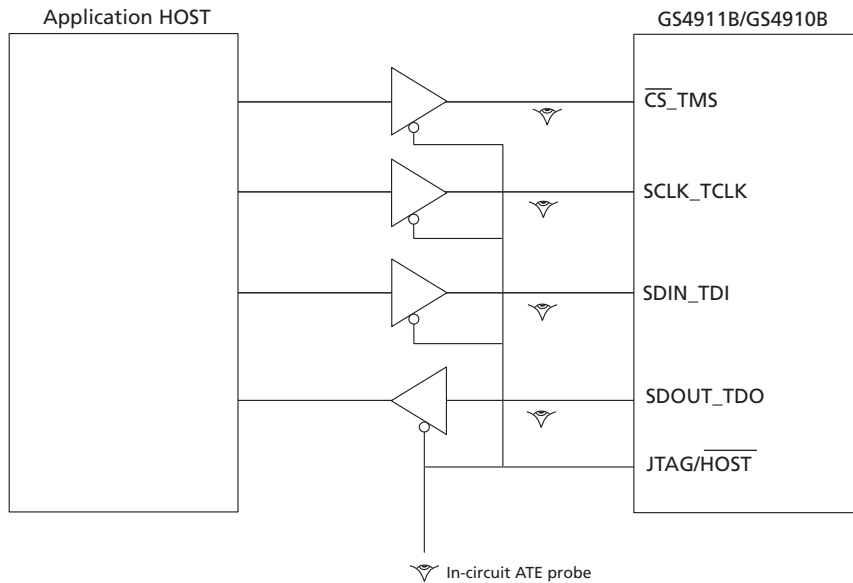 Application HOST
GS4911B/GS4910B
CS_TMS
SCLK_TCLK
SDIN_TDI
SDOUT_TDO
JTAG/HOST
In-circuit ATE probe